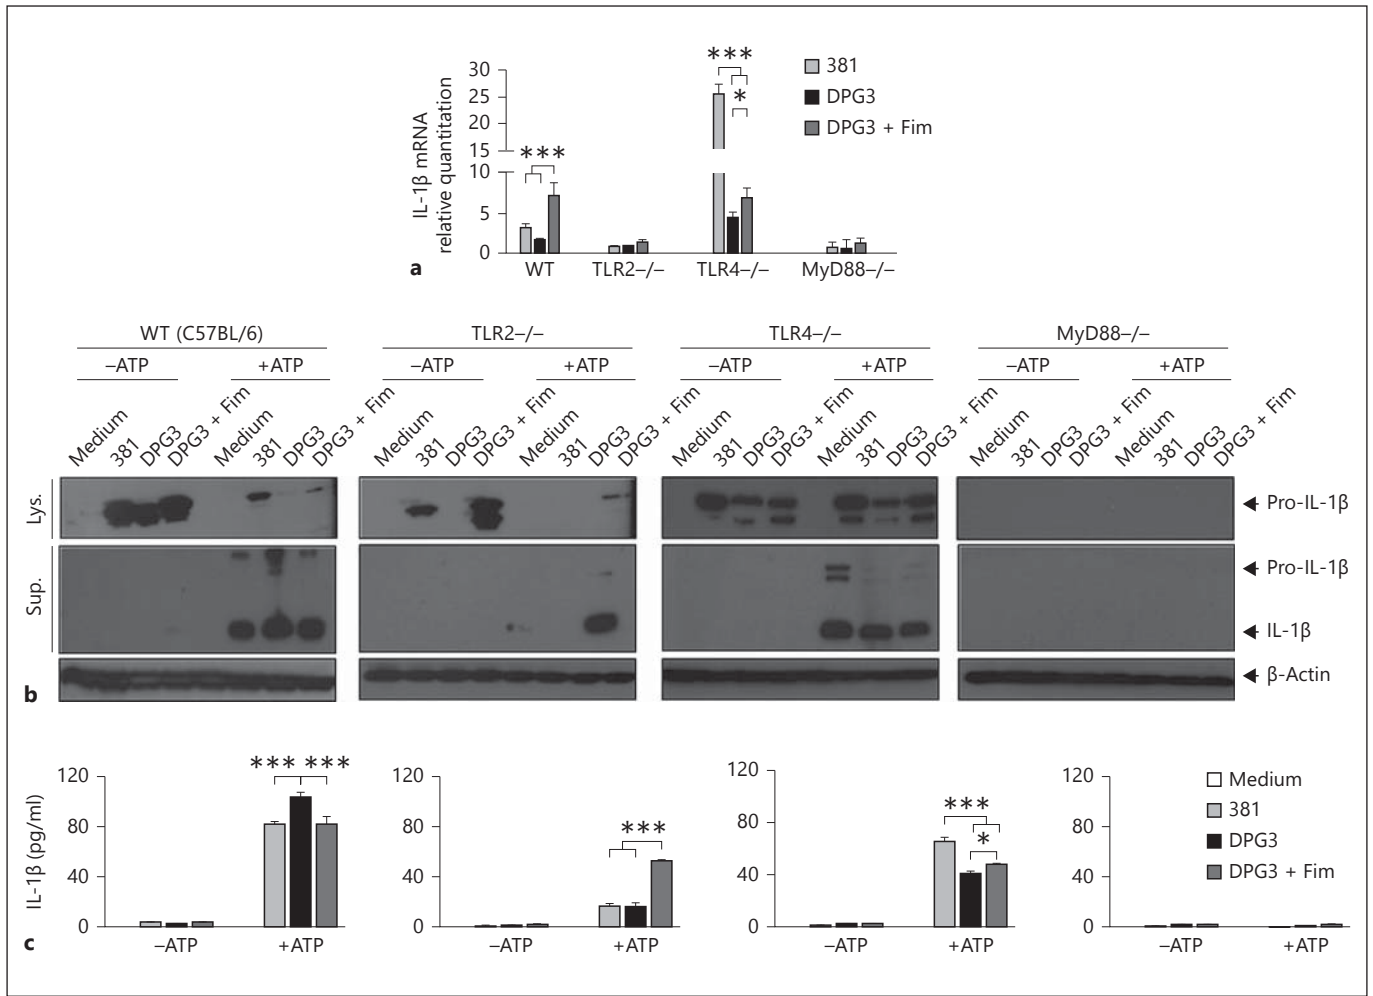 ***
***
*
30
25
20
15
10
5
0
IL-1β mRNA
relative quantitation
381
DPG3
DPG3 + Fim
WT
TLR2–/–
TLR4–/–
MyD88–/–
a
WT (C57BL/6)
TLR2–/–
TLR4–/–
MyD88–/–
–ATP
+ATP
–ATP
+ATP
–ATP
+ATP
–ATP
+ATP
Medium
381
DPG3
DPG3 + Fim
Medium
381
DPG3
DPG3 + Fim
Medium
381
DPG3
DPG3 + Fim
Medium
381
DPG3
DPG3 + Fim
Medium
381
DPG3
DPG3 + Fim
Medium
381
DPG3
DPG3 + Fim
Medium
381
DPG3
DPG3 + Fim
Medium
381
DPG3
DPG3 + Fim
Lys.
Pro-IL-1β
Sup.
Pro-IL-1β
IL-1β
β-Actin
b
IL-1β (pg/ml)
120
80
40
0
*** ***
–ATP
+ATP
120
80
40
0
***
–ATP
+ATP
120
80
40
0
***
*
–ATP
+ATP
120
80
40
0
–ATP
+ATP
Medium
381
DPG3
DPG3 + Fim
c